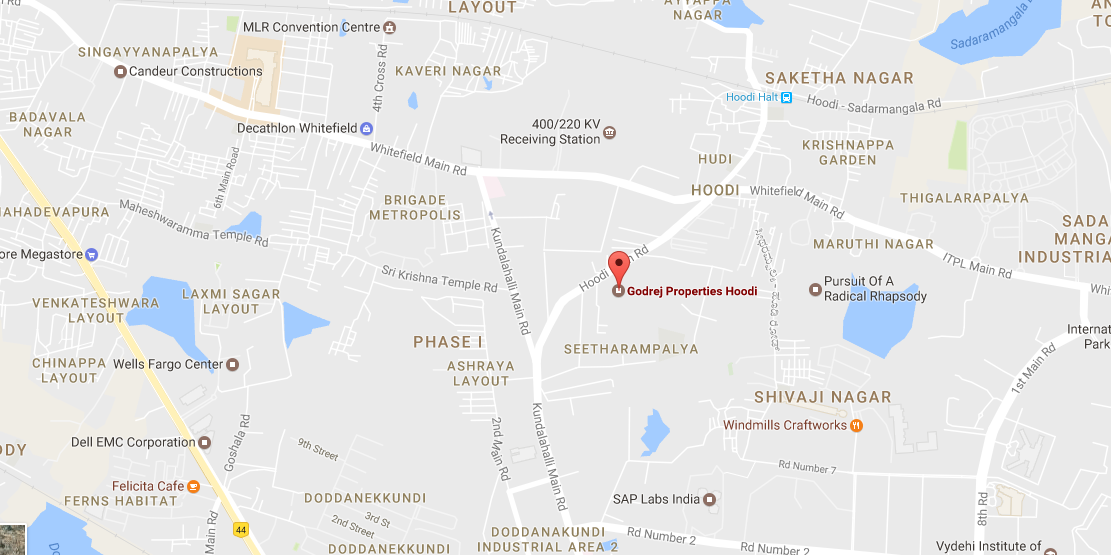 LAYOUT
AYYAPPA
NAGAR
MLR Convention Centre
SINGAYYANAPALYA
Candeur Constructions
KAVERI NAGAR
4th Cross Rd
Sadaramangala
SAKETHA NAGAR
Hoodi Halt
Hoodi - Sadarmangla Rd
BADAVALA
NAGAR
Decathlon Whitefield
400/220 KV
Receiving Station
Whitefield Main Rd
6th Main Road
HUDI
KRISHNAPPA
GARDEN
HOODI
Whitefield Main Rd
THIGALARAPALYA
BRIGADE
METROPOLIS
Maheshwaramma Temple Rd
AHADEVAPURA
SADA
MANGA
INDUSTRIA
MARUTHI NAGAR
ITPL Main Rd
ore Megastore
Kundalahalli Main Rd
Sri Krishna Temple Rd
Hoodi Main Rd
Godrej Properties Hoodi
Pursuit Of A
Radical Rhapsody
Whi
LAXMI SAGAR
LAYOUT
VENKATESHWARA
LAYOUT
PHASE I
SEETHARAMPALYA
Internat
Park
CHINAPPA
LAYOUT
Wells Fargo Center
ASHRAYA
LAYOUT
1st Main Rd
SHIVAJI NAGAR
Windmills Craftworks
Kundalahalli Main Rd
2nd Main Rd
Goshala Rd
Dell EMC Corporation
9th Street
ODY
Rd Number 7
Felicita Cafe
FERNS HABITAT
DODDANEKKUNDI
SAP Labs India
8th Rd
3rd St
2nd Street
44
Main Rd
DODDANAKUNDI
INDUSTRIAL AREA 2
Rd Number 2
Rd Number 2
Vydehi Institute of
DODDANEKKUNDI
Do